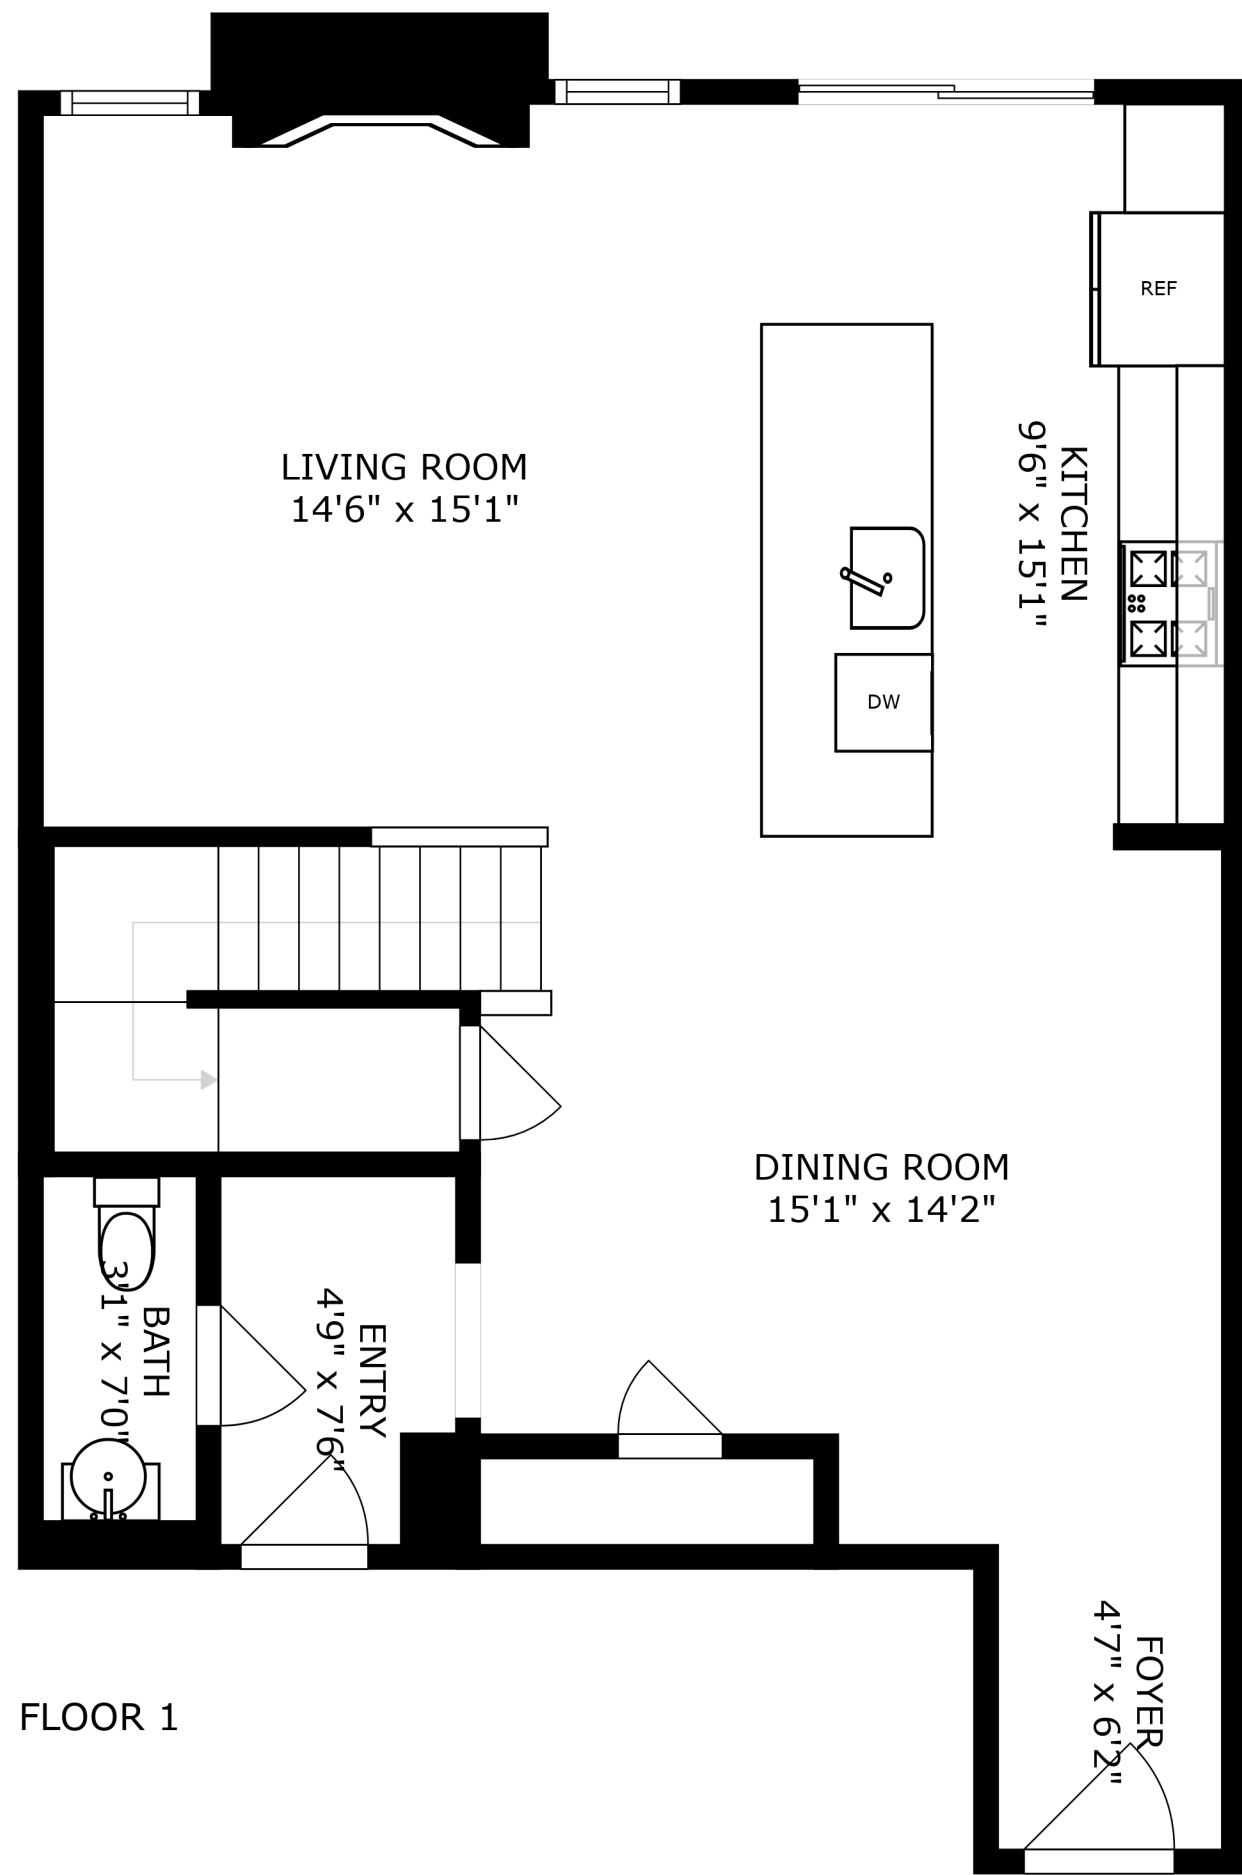 REF
LIVING ROOM
14'6" x 15'1"
KITCHEN
9'6" x 15'1"
DW
DINING ROOM
15'1" x 14'2"
BATH
3'1" x 7'0"
ENTRY
4'9" x 7'6"
FOYER
4'7" x 6'2"
FLOOR 1